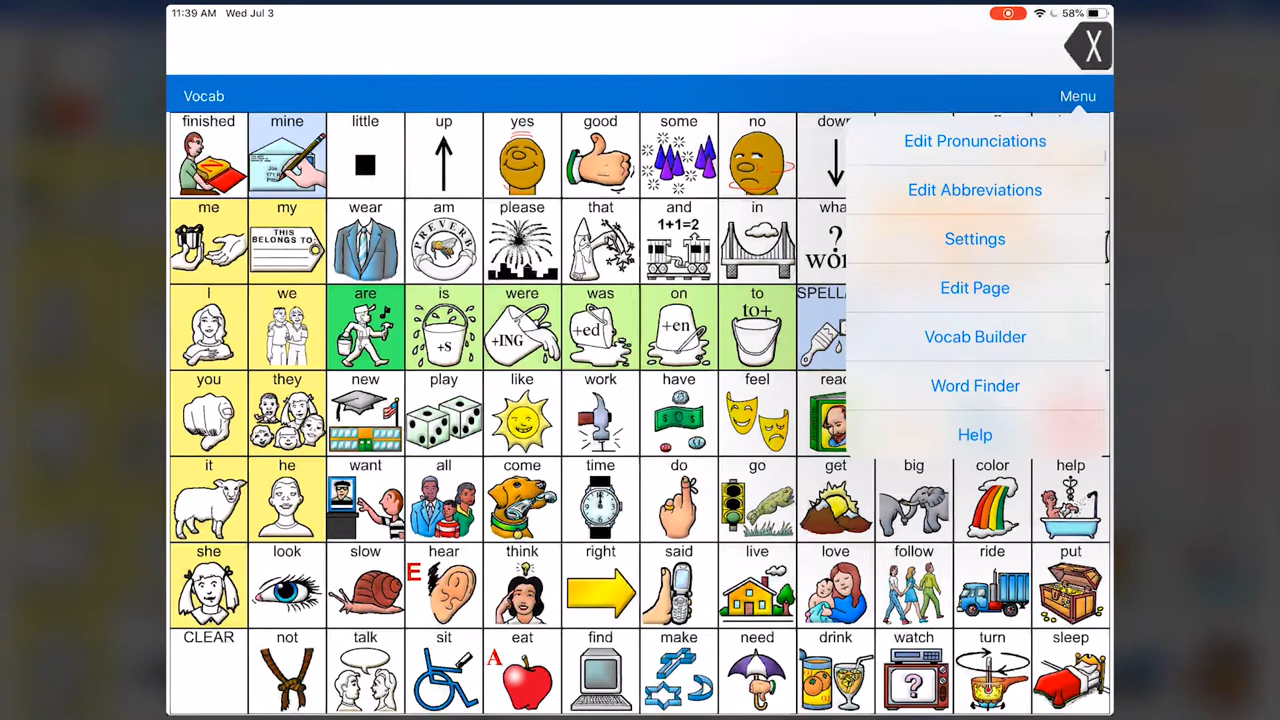 11:39 AM Wed Jul 3 58%
X
Vocab Menu
finished mine little up yes good some no down
Joe
Edit Pronunciations
Edit Abbreviations
me my wear am please that and in
THIS BELONGS TO
PREVERB
1+1=2
?
Settings
I we are is were was on to
+S +ING +ed +en to+
Edit Page
Vocab Builder
you they new play like work have feel
Word Finder
Help
it he want all come time do go get big color help
she look slow hear think right said live love follow ride put
E
CLEAR not talk sit eat find make need drink watch turn sleep
A
?